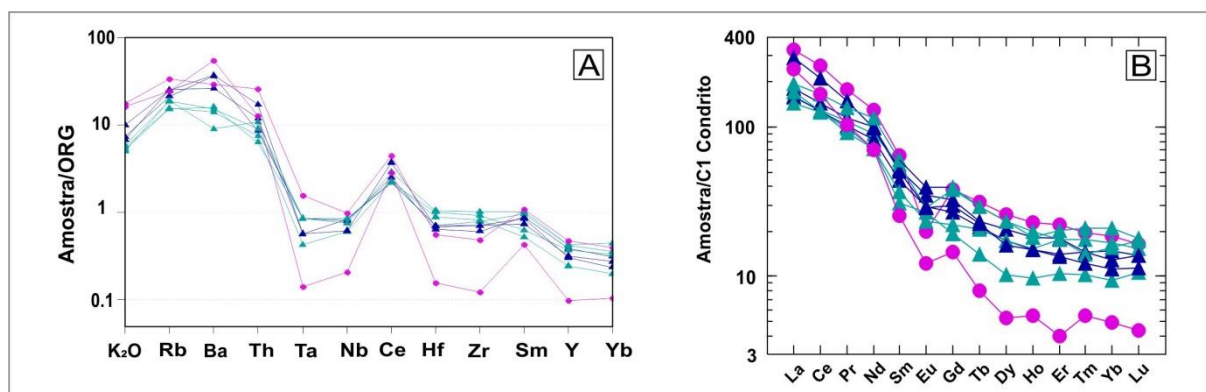 A
Amostra/ORG
100
10
1
0.1
K₂O Rb Ba Th Ta Nb Ce Hf Zr Sm Y Yb
B
Amostra/C1 Condrito
400
100
10
3
La Ce Pr Nd Sm Eu Gd Tb Dy Ho Er Tm Yb Lu